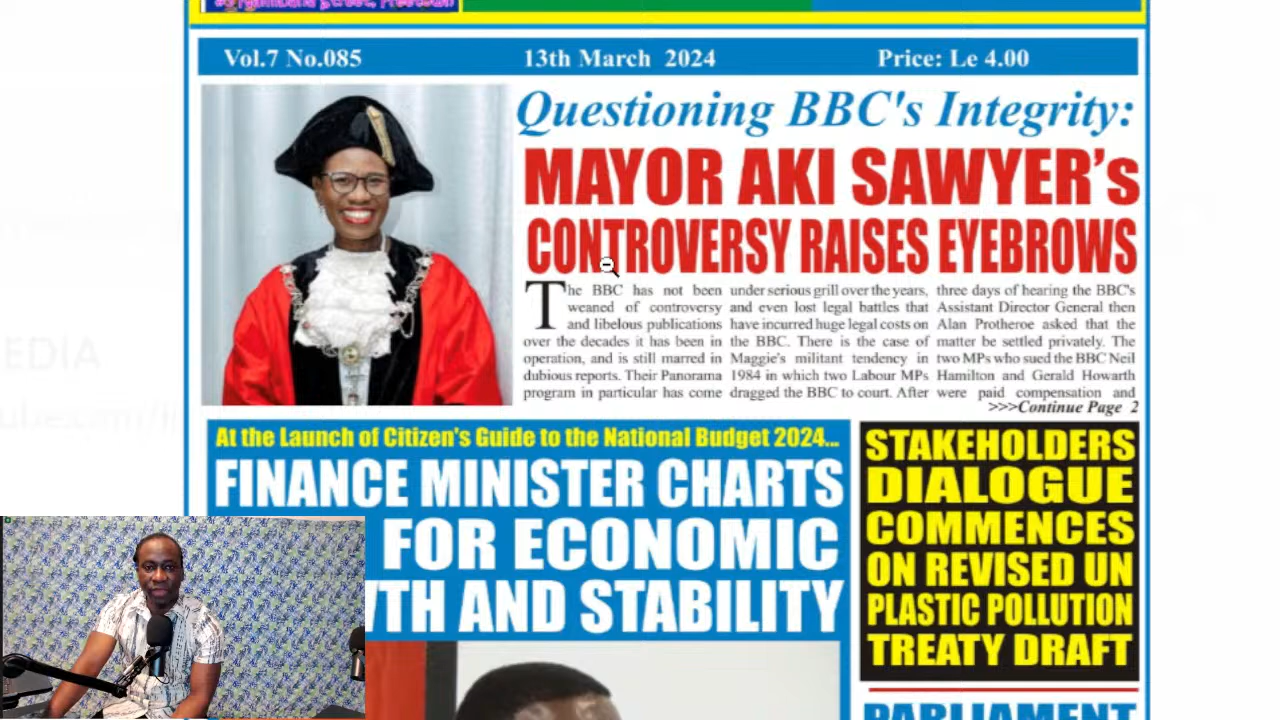 Vol.7 No.085 13th March 2024 Price: Le 4.00
Questioning BBC's Integrity:
MAYOR AKI SAWYER's
CONTROVERSY RAISES EYEBROWS
The BBC has not been
weaned of controversy
and libelous publications
over the decades it has been in
operation, and is still marred in
dubious reports. Their Panorama
program in particular has come
under serious grill over the years,
and even lost legal battles that
have incurred huge legal costs on
the BBC. There is the case of
Maggie's militant tendency in
1984 in which two Labour MPs
dragged the BBC to court. After
three days of hearing the BBC's
Assistant Director General then
Alan Protheroe asked that the
matter be settled privately. The
two MPs who sued the BBC Neil
Hamilton and Gerald Howarth
were paid compensation and
>>>Continue Page 2
At the Launch of Citizen's Guide to the National Budget 2024...
FINANCE MINISTER CHARTS
FOR ECONOMIC
TH AND STABILITY
STAKEHOLDERS
DIALOGUE
COMMENCES
ON REVISED UN
PLASTIC POLLUTION
TREATY DRAFT
PARLIAMENT
EDIA